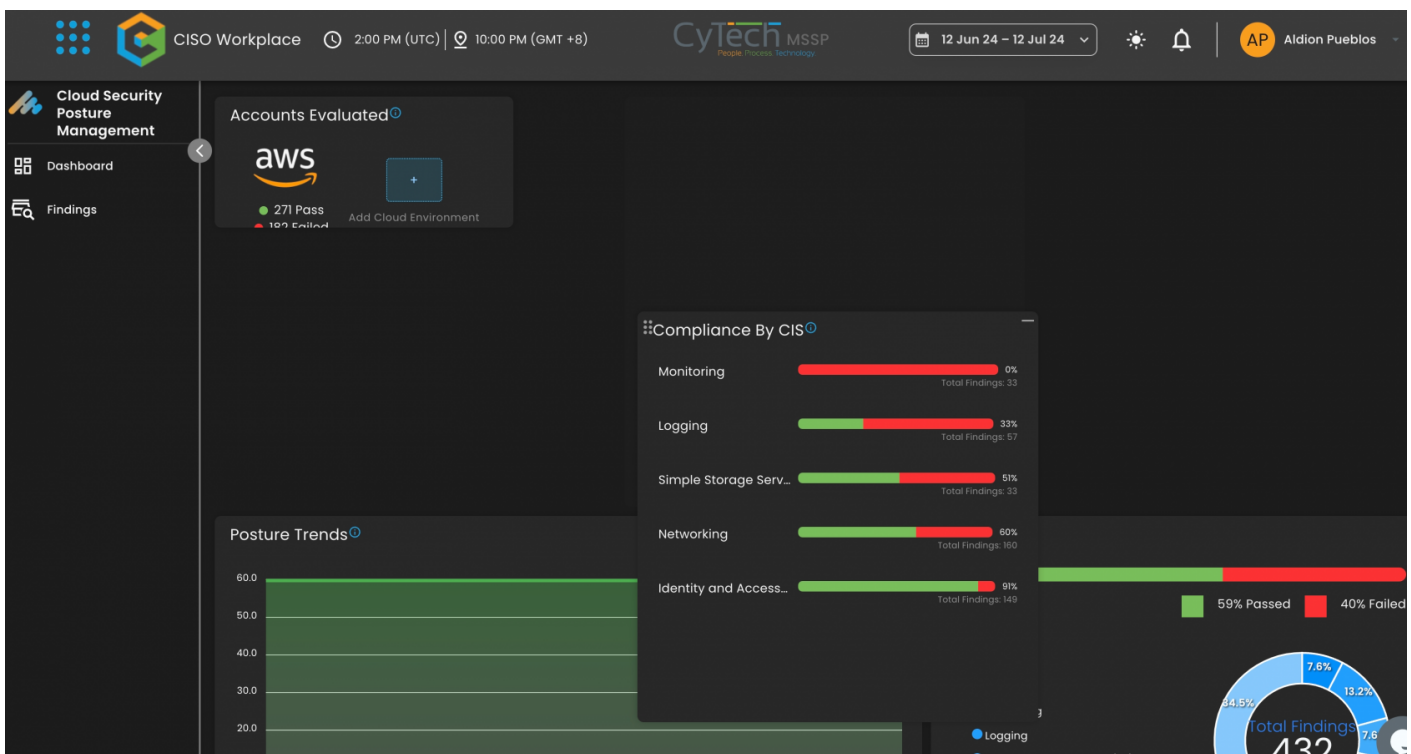 CISO Workplace
2:00 PM (UTC)
10:00 PM (GMT +8)
CyTech MSSP
People. Process. Technology.
12 Jun 24 – 12 Jul 24
AP
Aldion Pueblos
Cloud Security
Posture
Management
Dashboard
Findings
Accounts Evaluated
aws
271 Pass
182 Failed
+
Add Cloud Environment
Compliance By CIS
Monitoring
0%
Total Findings: 33
Logging
33%
Total Findings: 57
Simple Storage Serv...
51%
Total Findings: 33
Networking
60%
Total Findings: 160
Identity and Access...
91%
Total Findings: 149
Posture Trends
60.0
50.0
40.0
30.0
20.0
59% Passed
40% Failed
Logging
7.6%
13.2%
34.5%
7.6
Total Findings
432